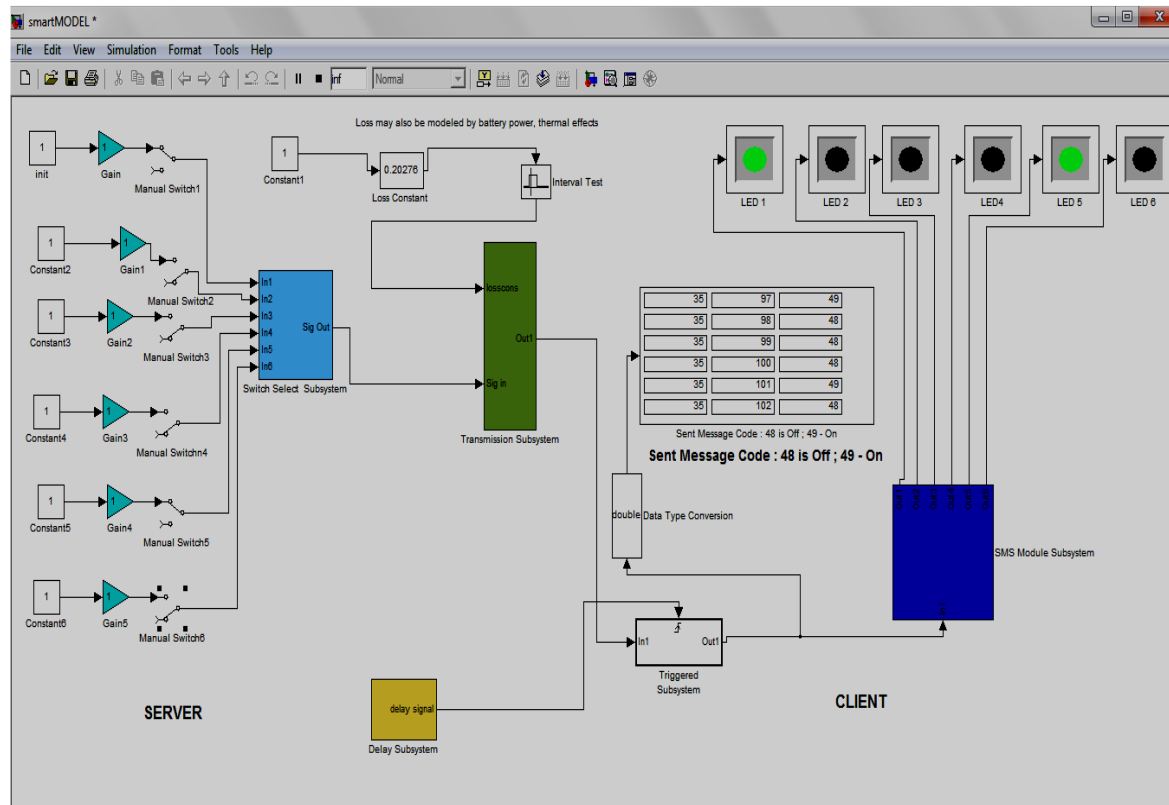 smartMODEL *
File Edit View Simulation Format Tools Help
inf Normal
Loss may also be modeled by battery power, thermal effects
1
init
1
Gain
Manual Switch1
1
Constant1
0.20276
Loss Constant
Interval Test
LED 1
LED 2
LED 3
LED4
LED 5
LED 6
1
Constant2
1
Gain1
Manual Switch2
1
Constant3
1
Gain2
Manual Switch3
1
Constant4
1
Gain3
Manual Switchn4
1
Constant5
1
Gain4
Manual Switch5
1
Constant6
1
Gain5
Manual Switch6
In1
In2
In3
In4
In5
In6
Sig Out
Switch Select Subsystem
losscons
Sig in
Out1
Transmission Subsystem
35 97 49
35 98 48
35 99 48
35 100 48
35 101 49
35 102 48
Sent Message Code : 48 is Off ; 49 - On
Sent Message Code : 48 is Off ; 49 - On
double
Data Type Conversion
Out1
Out2
Out3
Out4
Out5
Out6
In1
SMS Module Subsystem
In1 Out1
Triggered
Subsystem
delay signal
Delay Subsystem
SERVER
CLIENT